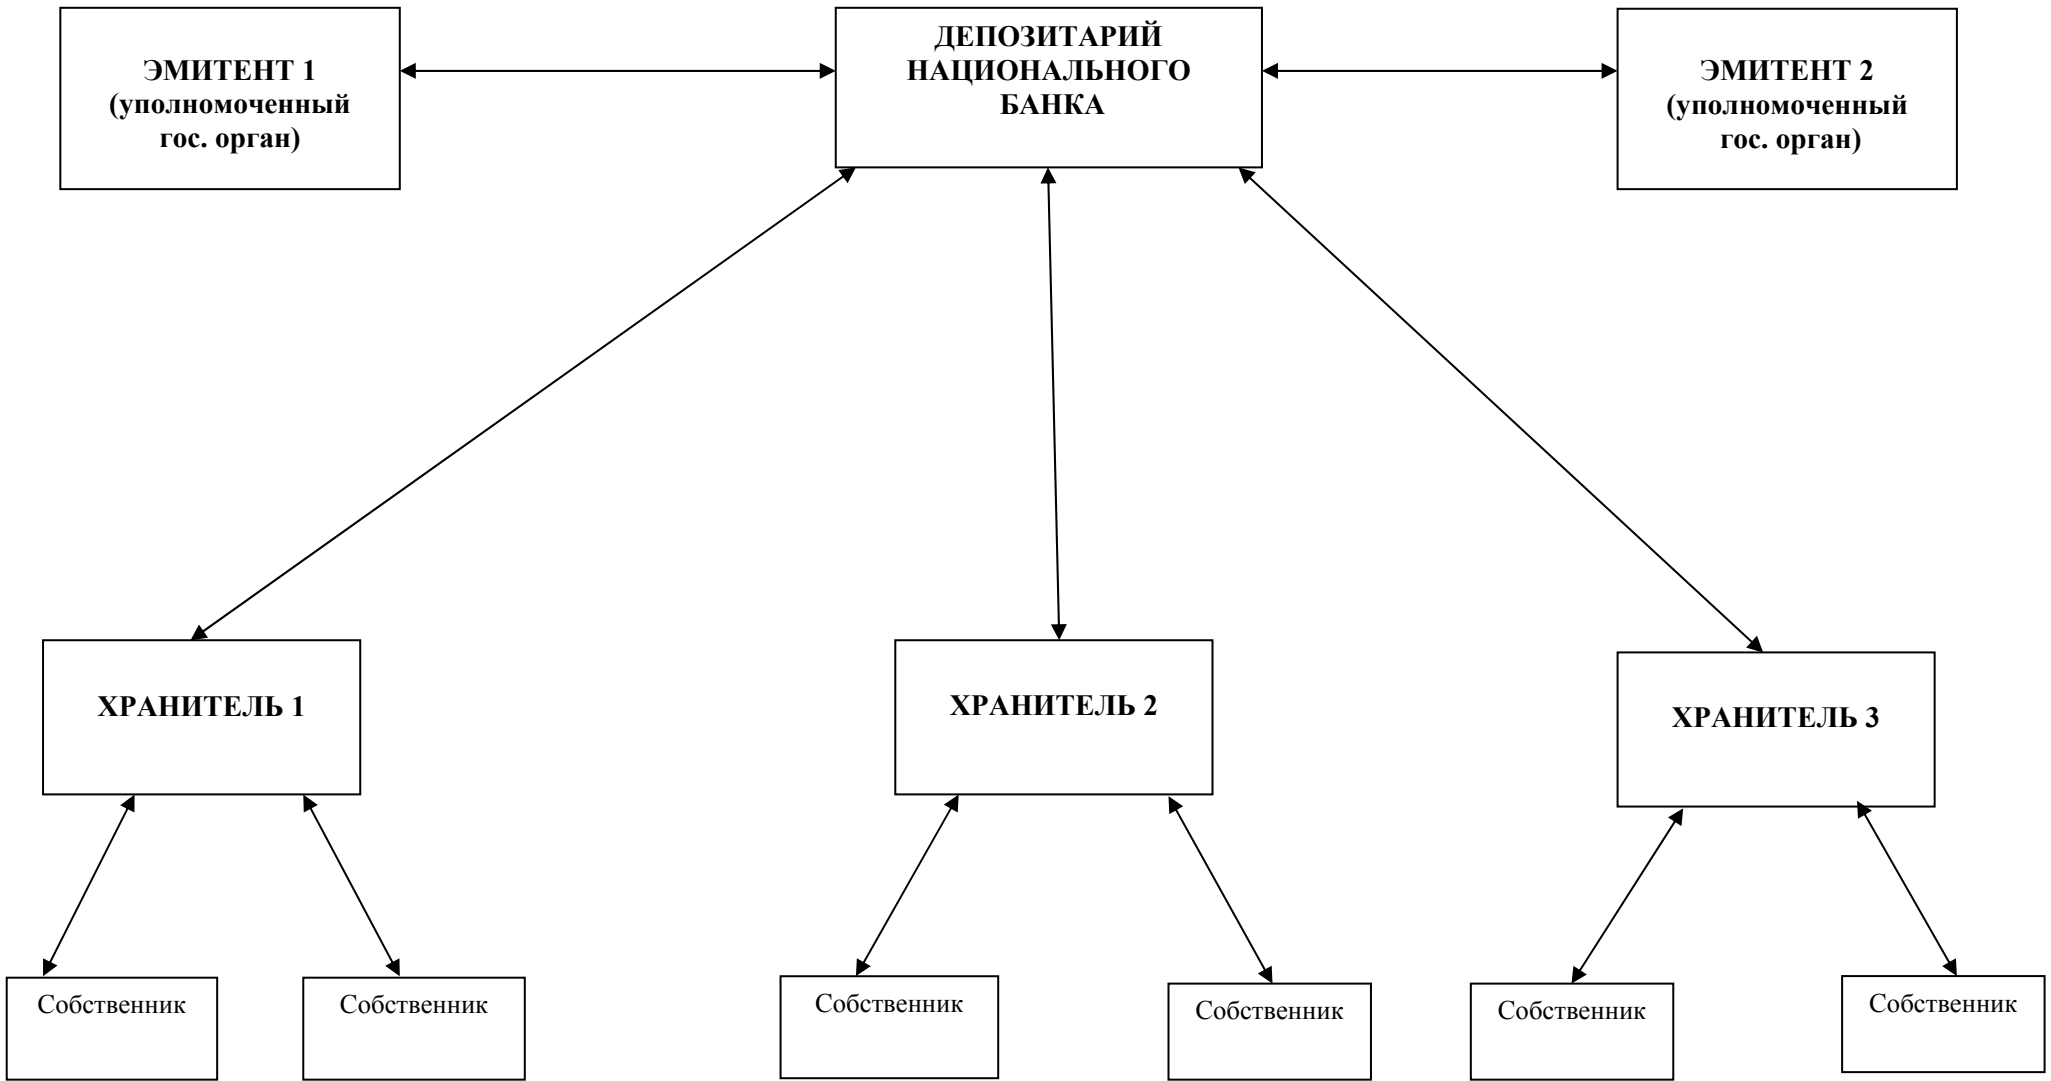 ЭМИТЕНТ 1
(уполномоченный
гос. орган)
ДЕПОЗИТАРИЙ
НАЦИОНАЛЬНОГО
БАНКА
ЭМИТЕНТ 2
(уполномоченный
гос. орган)
ХРАНИТЕЛЬ 1
ХРАНИТЕЛЬ 2
ХРАНИТЕЛЬ 3
Собственник
Собственник
Собственник
Собственник
Собственник
Собственник